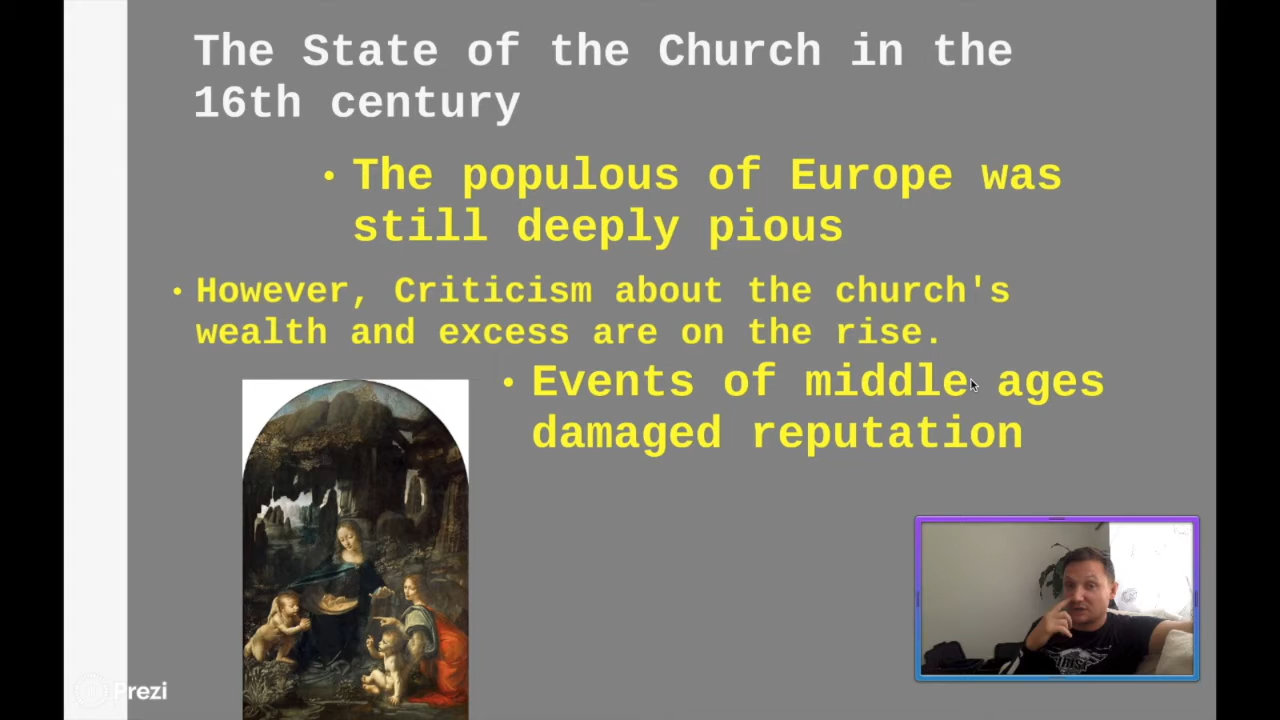 The State of the Church in the
16th century
• The populous of Europe was
still deeply pious
• However, Criticism about the church's
wealth and excess are on the rise.
• Events of middle ages
damaged reputation
Prezi